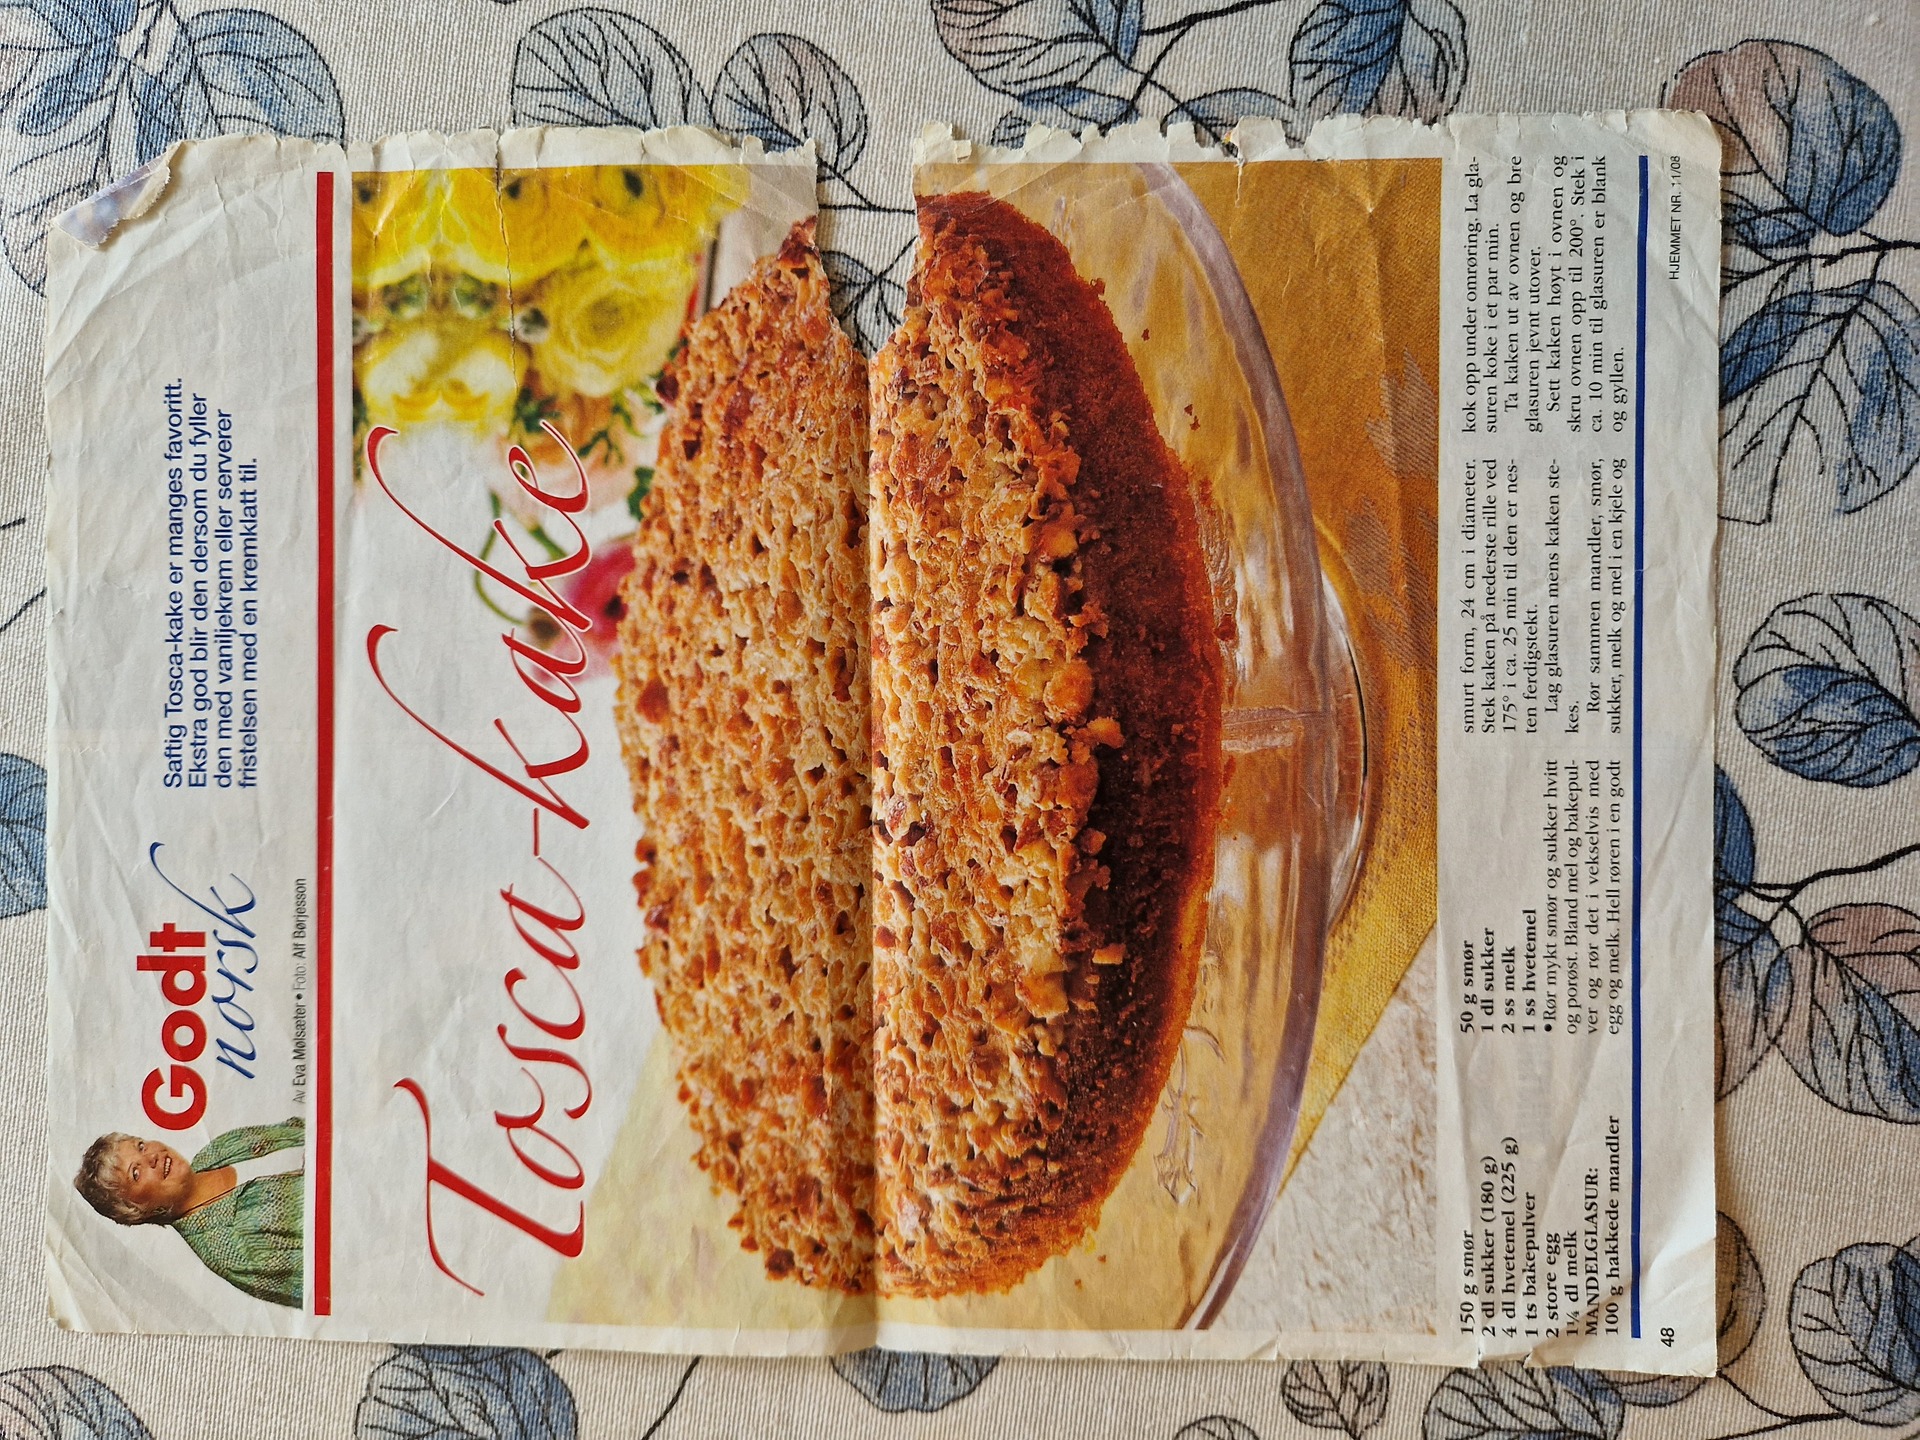 Godt
norsk
Av Eva Mølsæter • Foto: Alf Børjesson
Saftig Tosca-kake er manges favoritt.
Ekstra god blir den dersom du fyller
den med vaniljekrem eller serverer
fristelsen med en kremklatt til.
Tosca-kake
150 g smør
2 dl sukker (180 g)
4 dl hvetemel (225 g)
1 ts bakepulver
2 store egg
1¼ dl melk
MANDELGLASUR:
100 g hakkede mandler
50 g smør
1 dl sukker
2 ss melk
1 ss hvetemel
•Rør mykt smør og sukker hvitt
og porøst. Bland mel og bakepul-
ver og rør det i vekselvis med
egg og melk. Hell røren i en godt
smurt form, 24 cm i diameter.
Stek kaken på nederste rille ved
175° i ca. 25 min til den er nes-
ten ferdigstekt.
Lag glasuren mens kaken ste-
kes.
Rør sammen mandler, smør,
sukker, melk og mel i en kjele og
kok opp under omrøring. La gla-
suren koke i et par min.
Ta kaken ut av ovnen og bre
glasuren jevnt utover.
Sett kaken høyt i ovnen og
skru ovnen opp til 200°. Stek i
ca. 10 min til glasuren er blank
og gyllen.
48
HJEMMET NR. 11/08